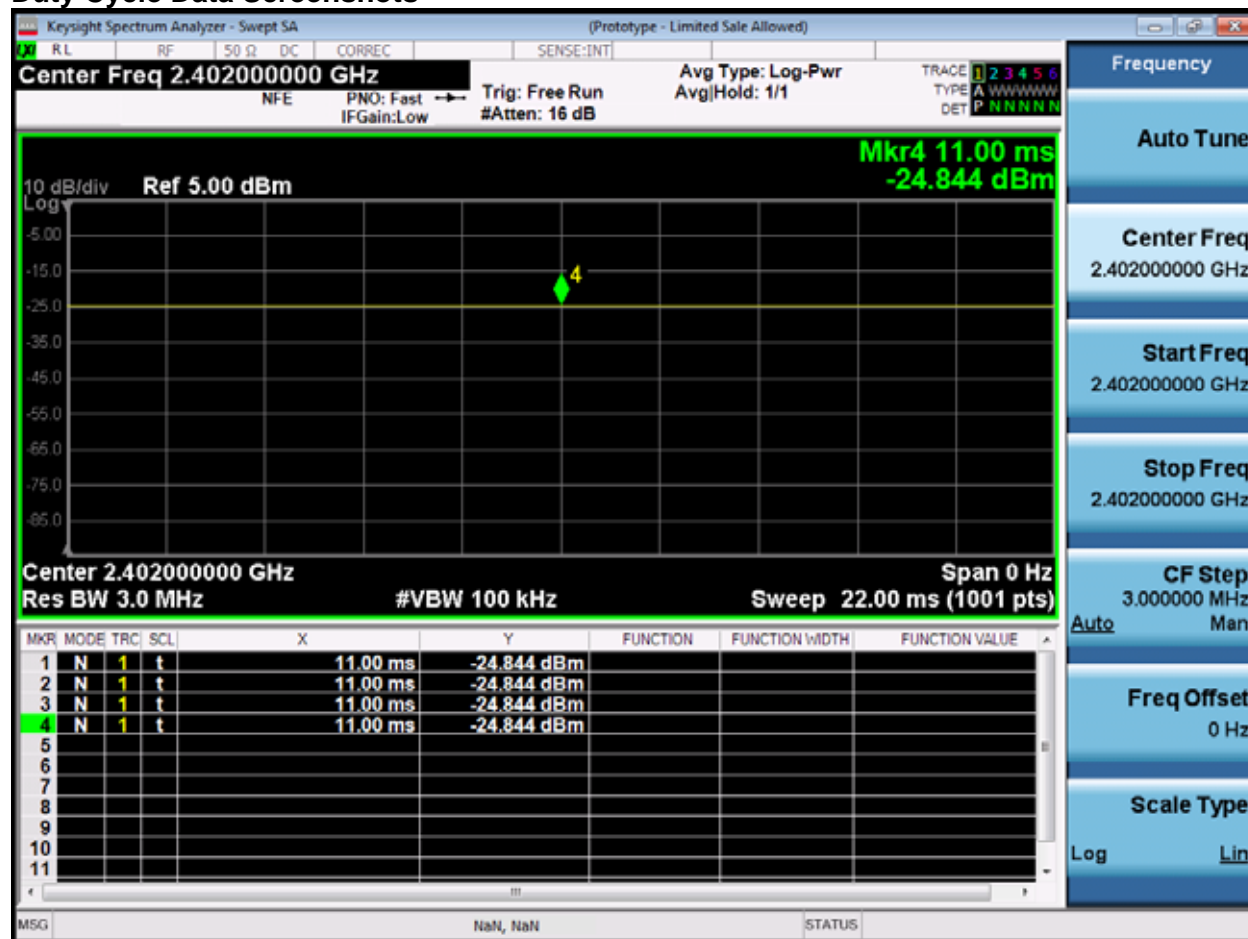 Keysight Spectrum Analyzer - Swept SA (Prototype - Limited Sale Allowed)
RL RF 50 Ω DC CORREC SENSE:INT
Center Freq 2.402000000 GHz
NFE
PNO: Fast
IFGain:Low
Trig: Free Run
#Atten: 16 dB
Avg Type: Log-Pwr
Avg|Hold: 1/1
TRACE 1 2 3 4 5 6
TYPE A WWWWW
DET P N N N N N
Mkr4 11.00 ms
-24.844 dBm
10 dB/div Ref 5.00 dBm
Log
-5.00
4
-15.0
-25.0
-35.0
-45.0
-55.0
-65.0
-75.0
-85.0
Center 2.402000000 GHz Span 0 Hz
Res BW 3.0 MHz #VBW 100 kHz Sweep 22.00 ms (1001 pts)
MKR MODE TRC SCL X Y FUNCTION FUNCTION WIDTH FUNCTION VALUE
1 N 1 t 11.00 ms -24.844 dBm
2 N 1 t 11.00 ms -24.844 dBm
3 N 1 t 11.00 ms -24.844 dBm
4 N 1 t 11.00 ms -24.844 dBm
5
6
7
8
9
10
11
MSG NaN, NaN STATUS
Frequency
Auto Tune
Center Freq
2.402000000 GHz
Start Freq
2.402000000 GHz
Stop Freq
2.402000000 GHz
CF Step
3.000000 MHz
Auto Man
Freq Offset
0 Hz
Scale Type
Log Lin